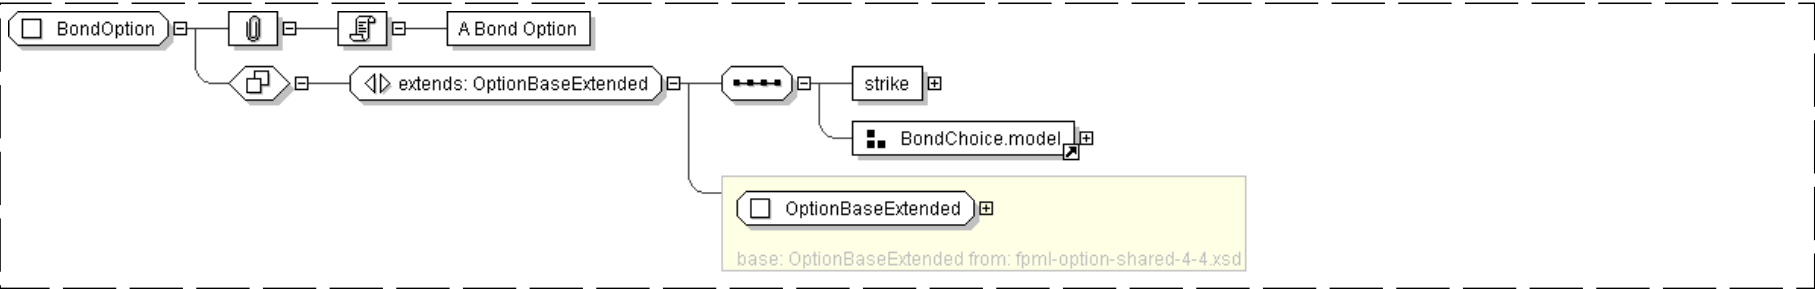 BondOption
A Bond Option
extends: OptionBaseExtended
strike
BondChoice.model
OptionBaseExtended
base: OptionBaseExtended from: fpml-option-shared-4-4.xsd